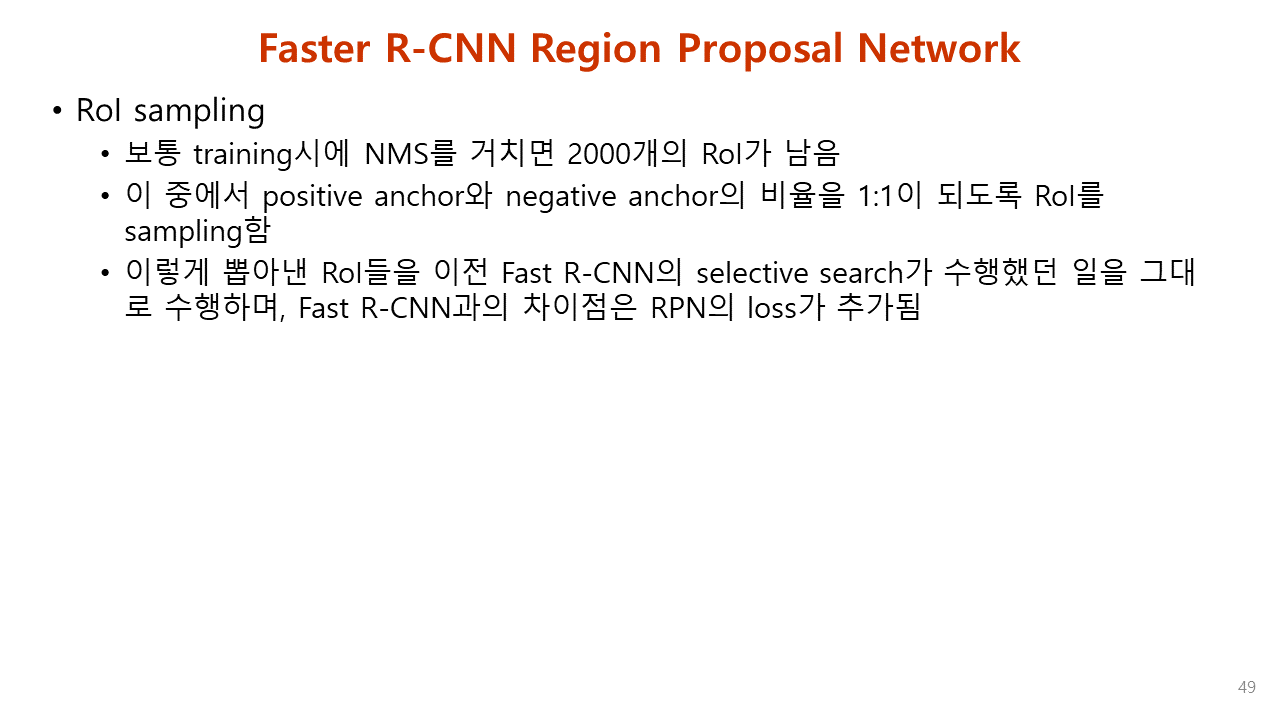 Faster R-CNN Region Proposal Network
• RoI sampling
• 보통 training시에 NMS를 거치면 2000개의 RoI가 남음
• 이 중에서 positive anchor와 negative anchor의 비율을 1:1이 되도록 RoI를
sampling함
• 이렇게 뽑아낸 RoI들을 이전 Fast R-CNN의 selective search가 수행했던 일을 그대
로 수행하며, Fast R-CNN과의 차이점은 RPN의 loss가 추가됨
49